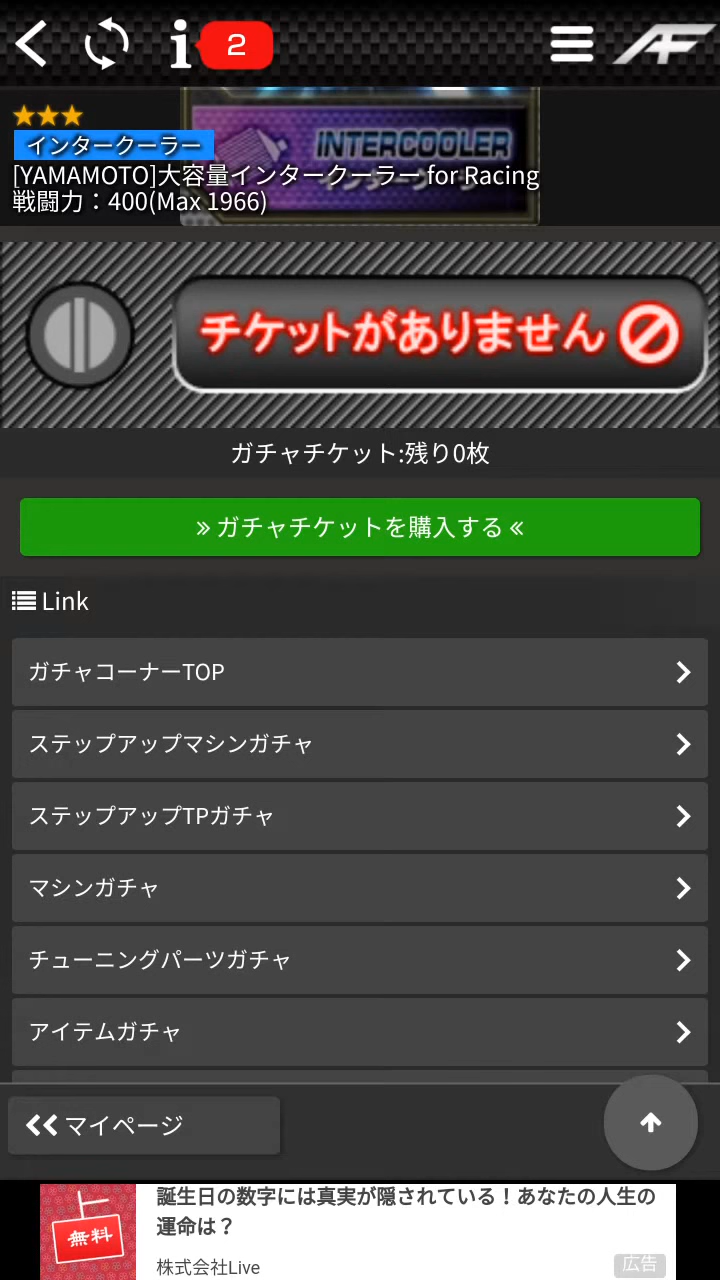 2
AF
INTERCOOLER
インタークーラー
[YAMAMOTO]大容量インタークーラー for Racing
戦闘力：400(Max 1966)
チケットがありません
ガチャチケット:残り0枚
» ガチャチケットを購入する «
Link
ガチャコーナーTOP
ステップアップマシンガチャ
ステップアップTPガチャ
マシンガチャ
チューニングパーツガチャ
アイテムガチャ
マイページ
無料
誕生日の数字には真実が隠されている！あなたの人生の
運命は？
株式会社Live
広告